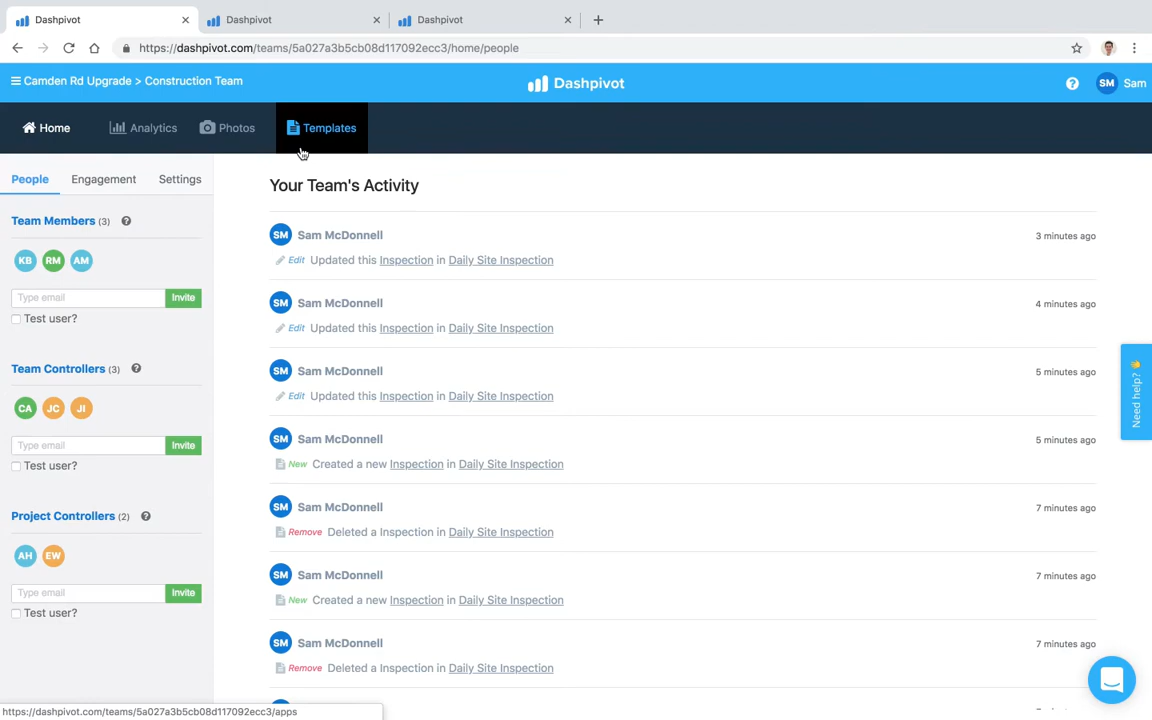 Dashpivot
Dashpivot
Dashpivot
https://dashpivot.com/teams/5a027a3b5cb08d117092ecc3/home/people
Camden Rd Upgrade > Construction Team
Dashpivot
SM Sam
Home
Analytics
Photos
Templates
People
Engagement
Settings
Team Members (3)
KB RM AM
Type email
Invite
Test user?
Team Controllers (3)
CA JC JI
Type email
Invite
Test user?
Project Controllers (2)
AH EW
Type email
Invite
Test user?
Your Team's Activity
SM Sam McDonnell
3 minutes ago
Edit Updated this Inspection in Daily Site Inspection
SM Sam McDonnell
4 minutes ago
Edit Updated this Inspection in Daily Site Inspection
SM Sam McDonnell
5 minutes ago
Edit Updated this Inspection in Daily Site Inspection
SM Sam McDonnell
5 minutes ago
New Created a new Inspection in Daily Site Inspection
SM Sam McDonnell
7 minutes ago
Remove Deleted a Inspection in Daily Site Inspection
SM Sam McDonnell
7 minutes ago
New Created a new Inspection in Daily Site Inspection
SM Sam McDonnell
7 minutes ago
Remove Deleted a Inspection in Daily Site Inspection
Need help?
https://dashpivot.com/teams/5a027a3b5cb08d117092ecc3/apps